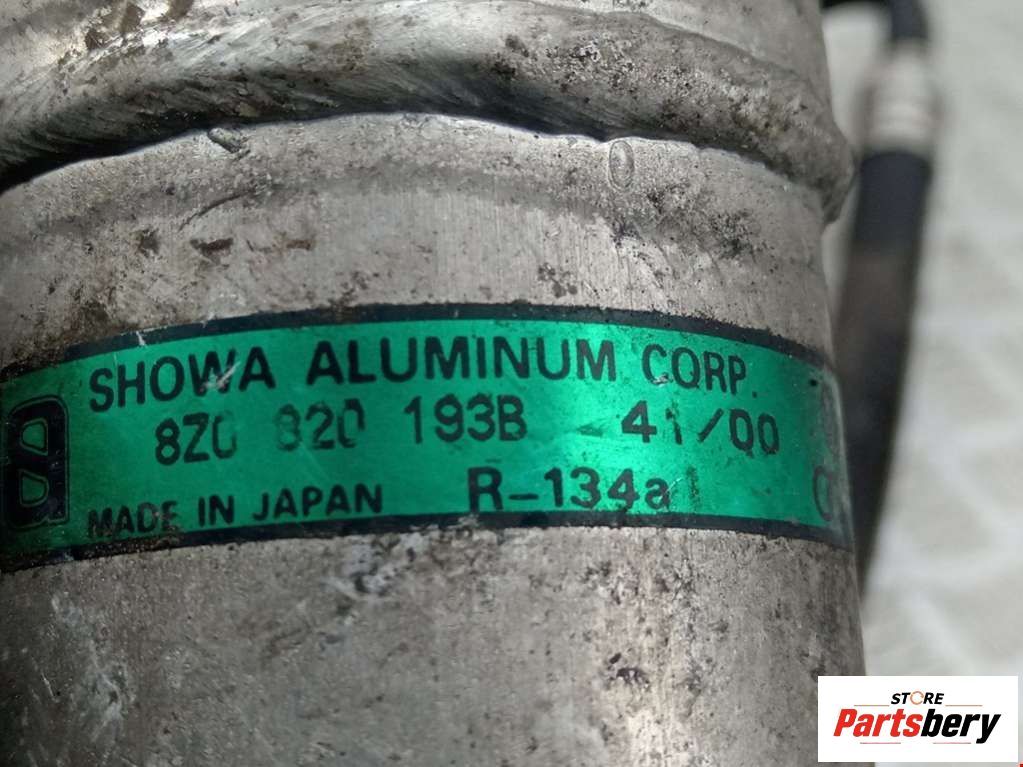 SHOWA ALUMINUM CORP.
8Z0 820 193B 41/00
MADE IN JAPAN R-134a
STORE
Partsbery